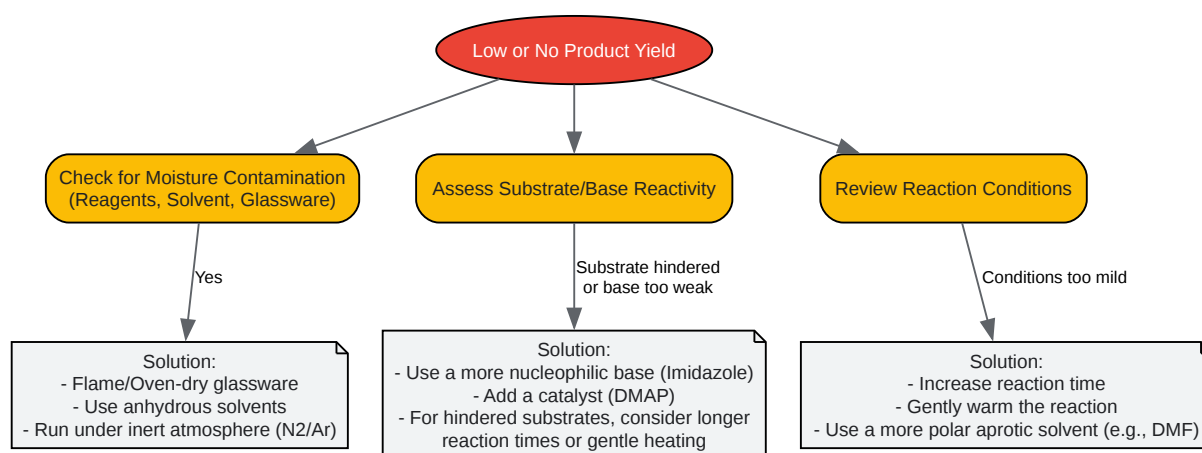 Low or No Product Yield
Check for Moisture Contamination
(Reagents, Solvent, Glassware)
Assess Substrate/Base Reactivity
Review Reaction Conditions
Yes
Substrate hindered
or base too weak
Conditions too mild
Solution:
- Flame/Oven-dry glassware
- Use anhydrous solvents
- Run under inert atmosphere (N2/Ar)
Solution:
- Use a more nucleophilic base (Imidazole)
- Add a catalyst (DMAP)
- For hindered substrates, consider longer
reaction times or gentle heating
Solution:
- Increase reaction time
- Gently warm the reaction
- Use a more polar aprotic solvent (e.g., DMF)